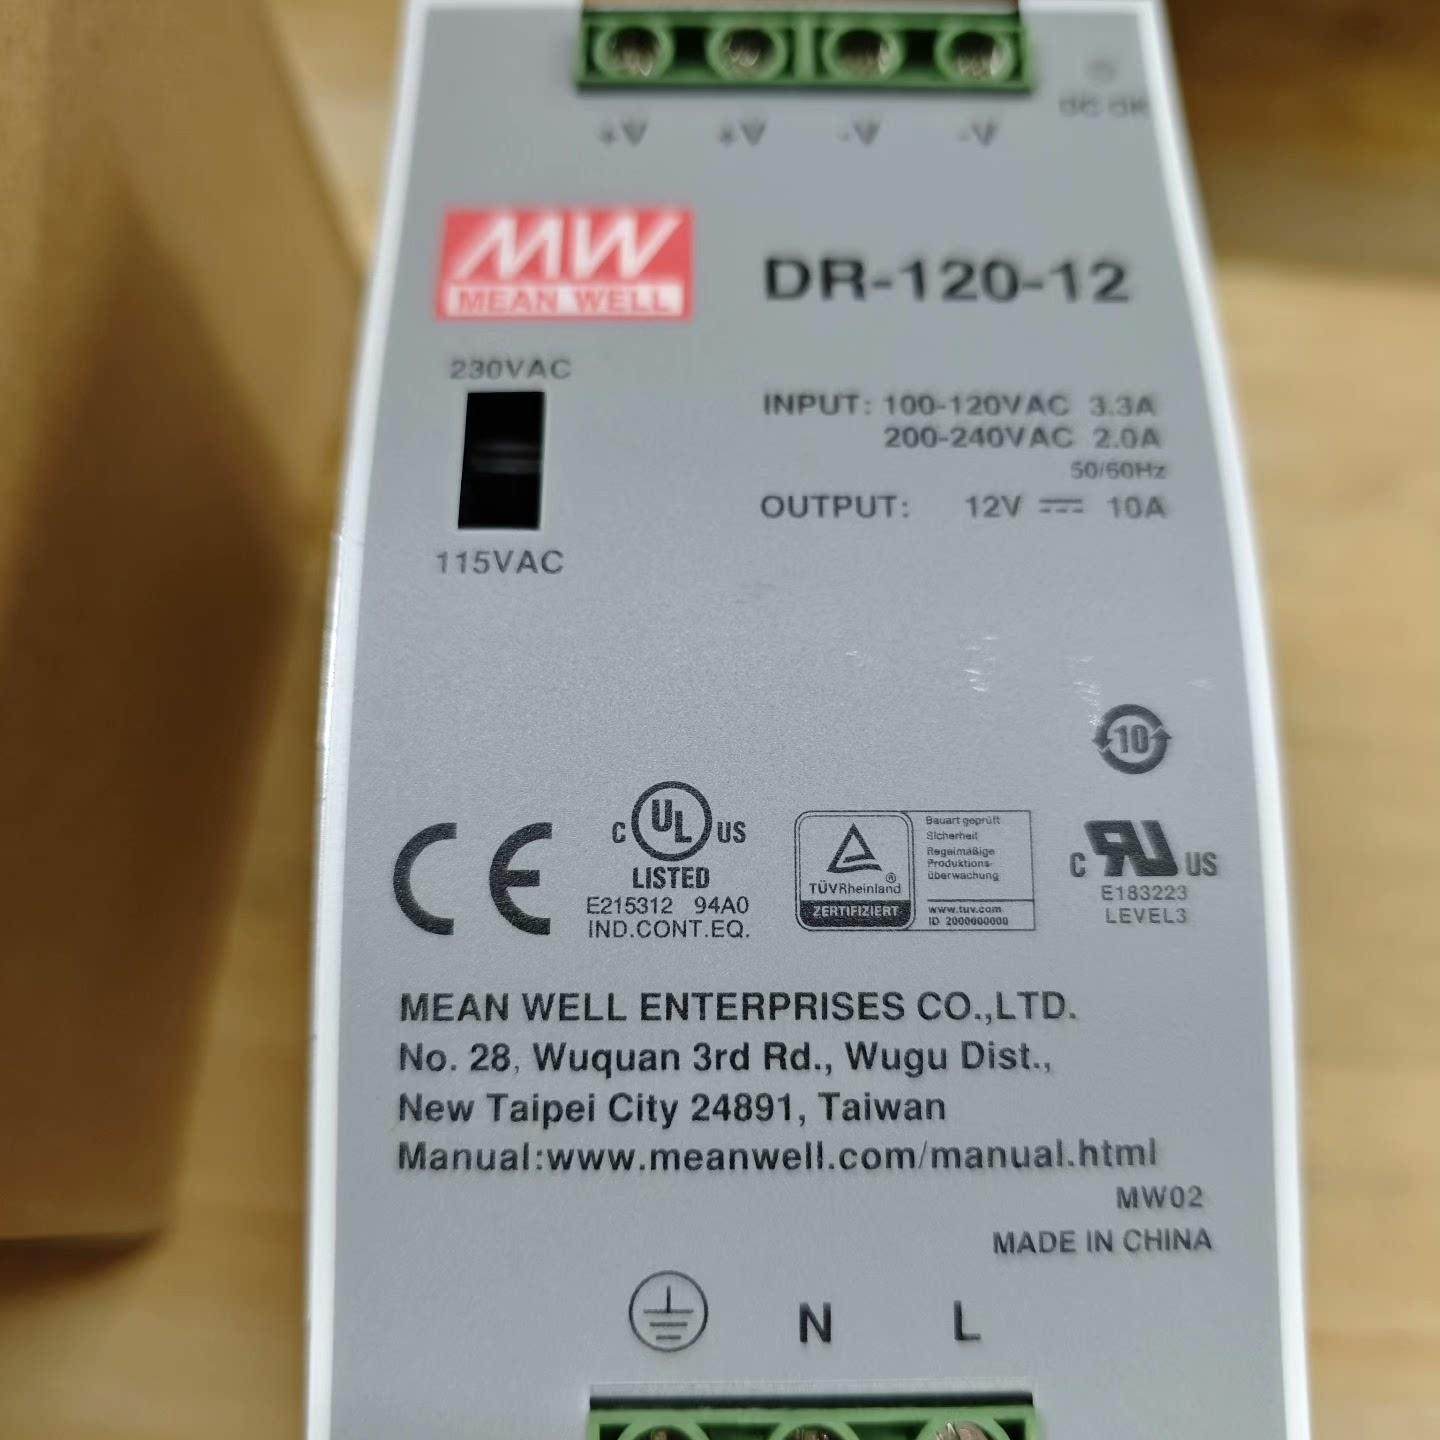 +V +V -V -V
DC OK
MW
MEAN WELL
DR-120-12
230VAC
115VAC
INPUT: 100-120VAC 3.3A
200-240VAC 2.0A
50/60Hz
OUTPUT: 12V 10A
10
CE
C UL US
LISTED
E215312 94A0
IND.CONT.EQ.
TÜVRheinland®
ZERTIFIZIERT
Bauart geprüft
Sicherheit
Regelmäßige
Produktions-
überwachung
www.tuv.com
ID 2000000000
C RU US
E183223
LEVEL3
MEAN WELL ENTERPRISES CO.,LTD.
No. 28, Wuquan 3rd Rd., Wugu Dist.,
New Taipei City 24891, Taiwan
Manual:www.meanwell.com/manual.html
MW02
MADE IN CHINA
N L